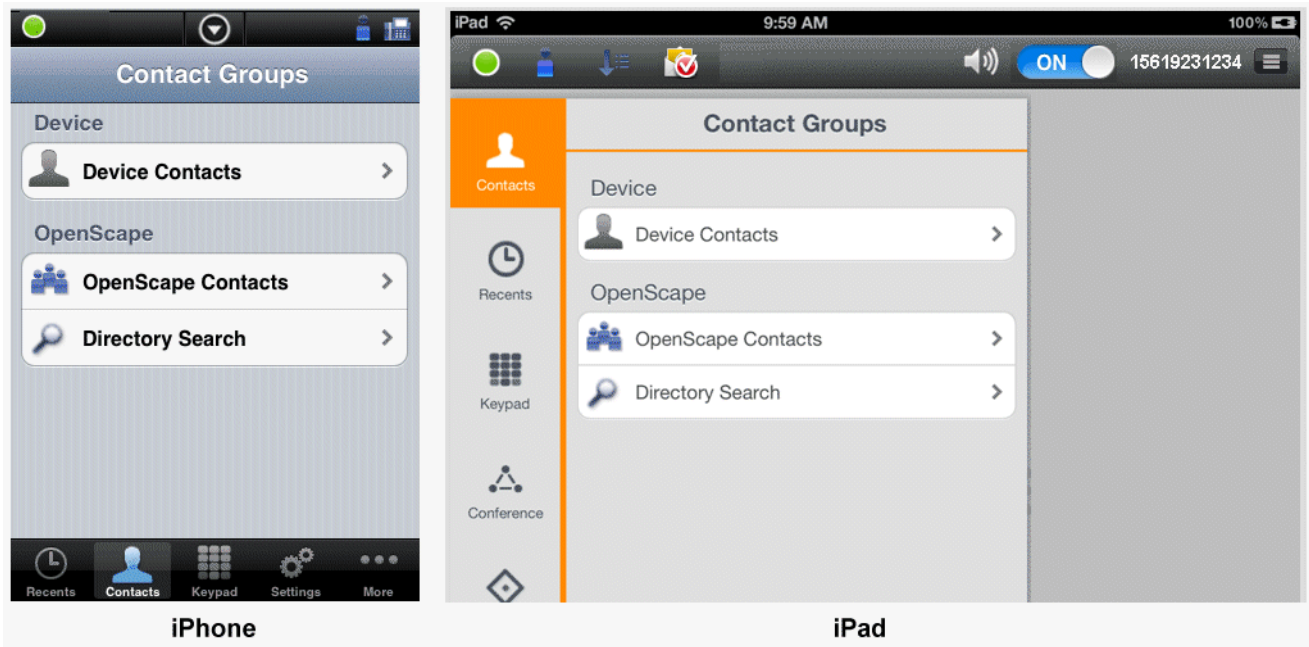 Contact Groups
Device
Device Contacts
OpenScape
OpenScape Contacts
Directory Search
Recents Contacts Keypad Settings More
iPhone
iPad 9:59 AM 100%
ON 15619231234
Contacts
Recents
Keypad
Conference
Contact Groups
Device
Device Contacts
OpenScape
OpenScape Contacts
Directory Search
iPad